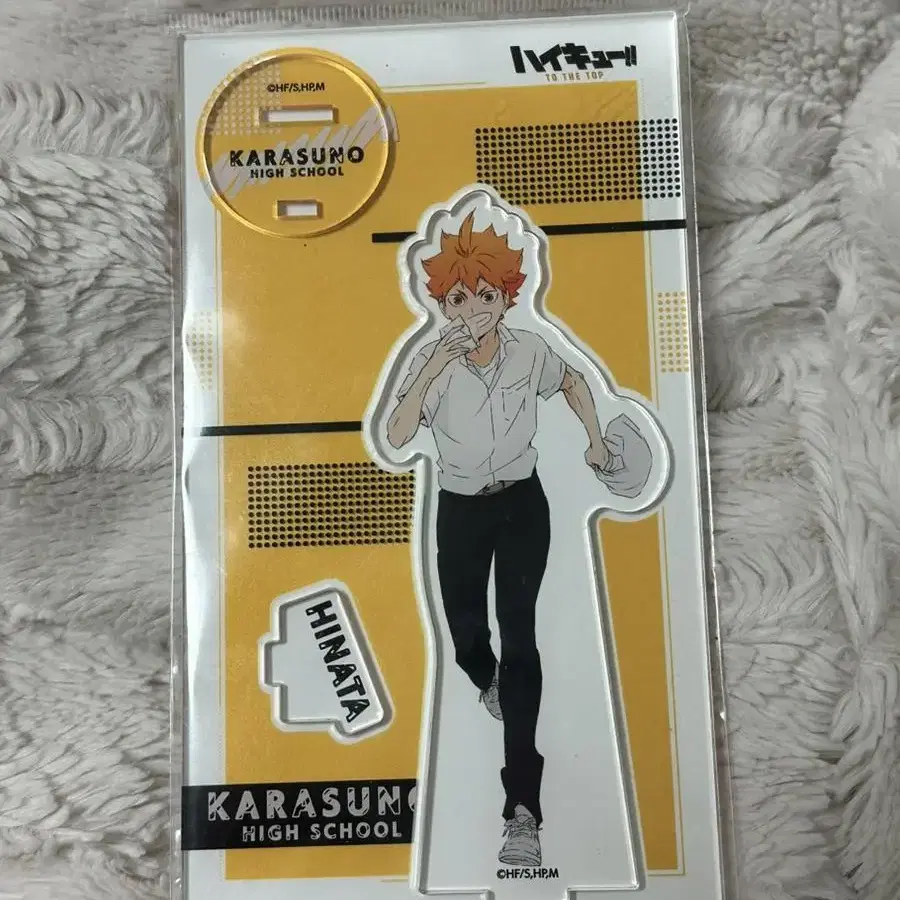 ハイキュー!!
TO THE TOP
©HF/S,HP,M
KARASUNO
HIGH SCHOOL
HINATA
KARASUNO
HIGH SCHOOL
©HF/S,HP,M